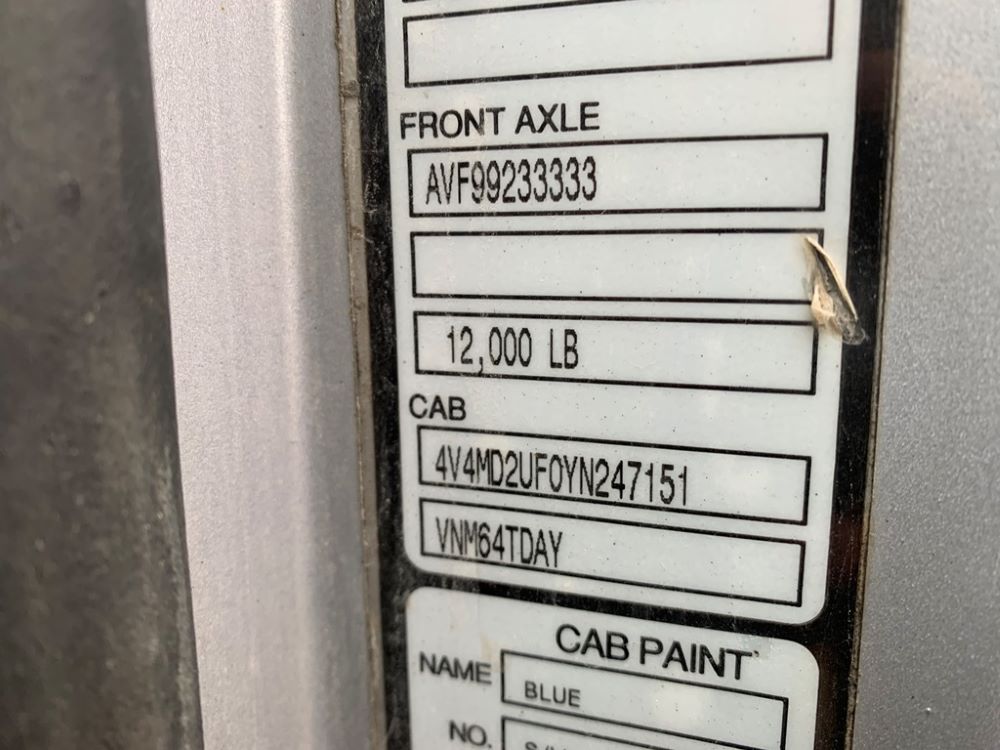 FRONT AXLE
AVF99233333
12,000 LB
CAB
4V4MD2UF0YN247151
VNM64TDAY
CAB PAINT
NAME BLUE
NO.